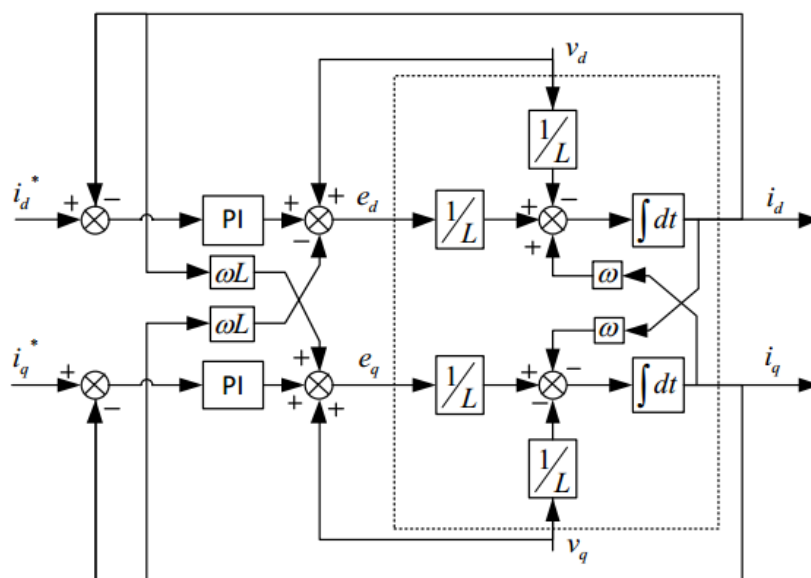 v_d
1/L
i_d^* + − PI + + − e_d 1/L + − + ∫dt i_d
ωL ω
ωL ω
i_q^* + − PI + + + e_q 1/L + − − ∫dt i_q
1/L
v_q